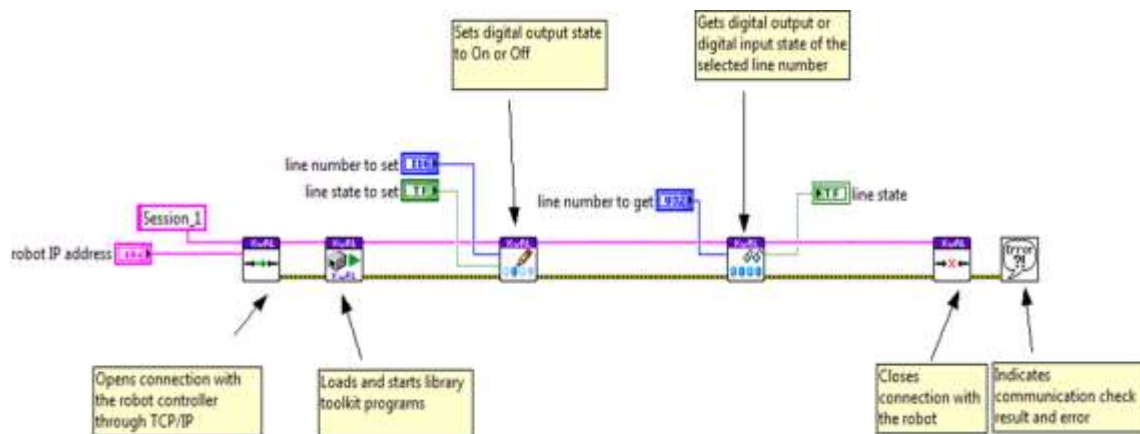 Sets digital output state
to On or Off
Gets digital output or
digital input state of the
selected line number
line number to set
line state to set
TF
line number to get
TF
line state
Session_1
robot IP address
Error
?!
Opens connection with
the robot controller
through TCP/IP
Loads and starts library
toolkit programs
Closes
connection with
the robot
Indicates
communication check
result and error